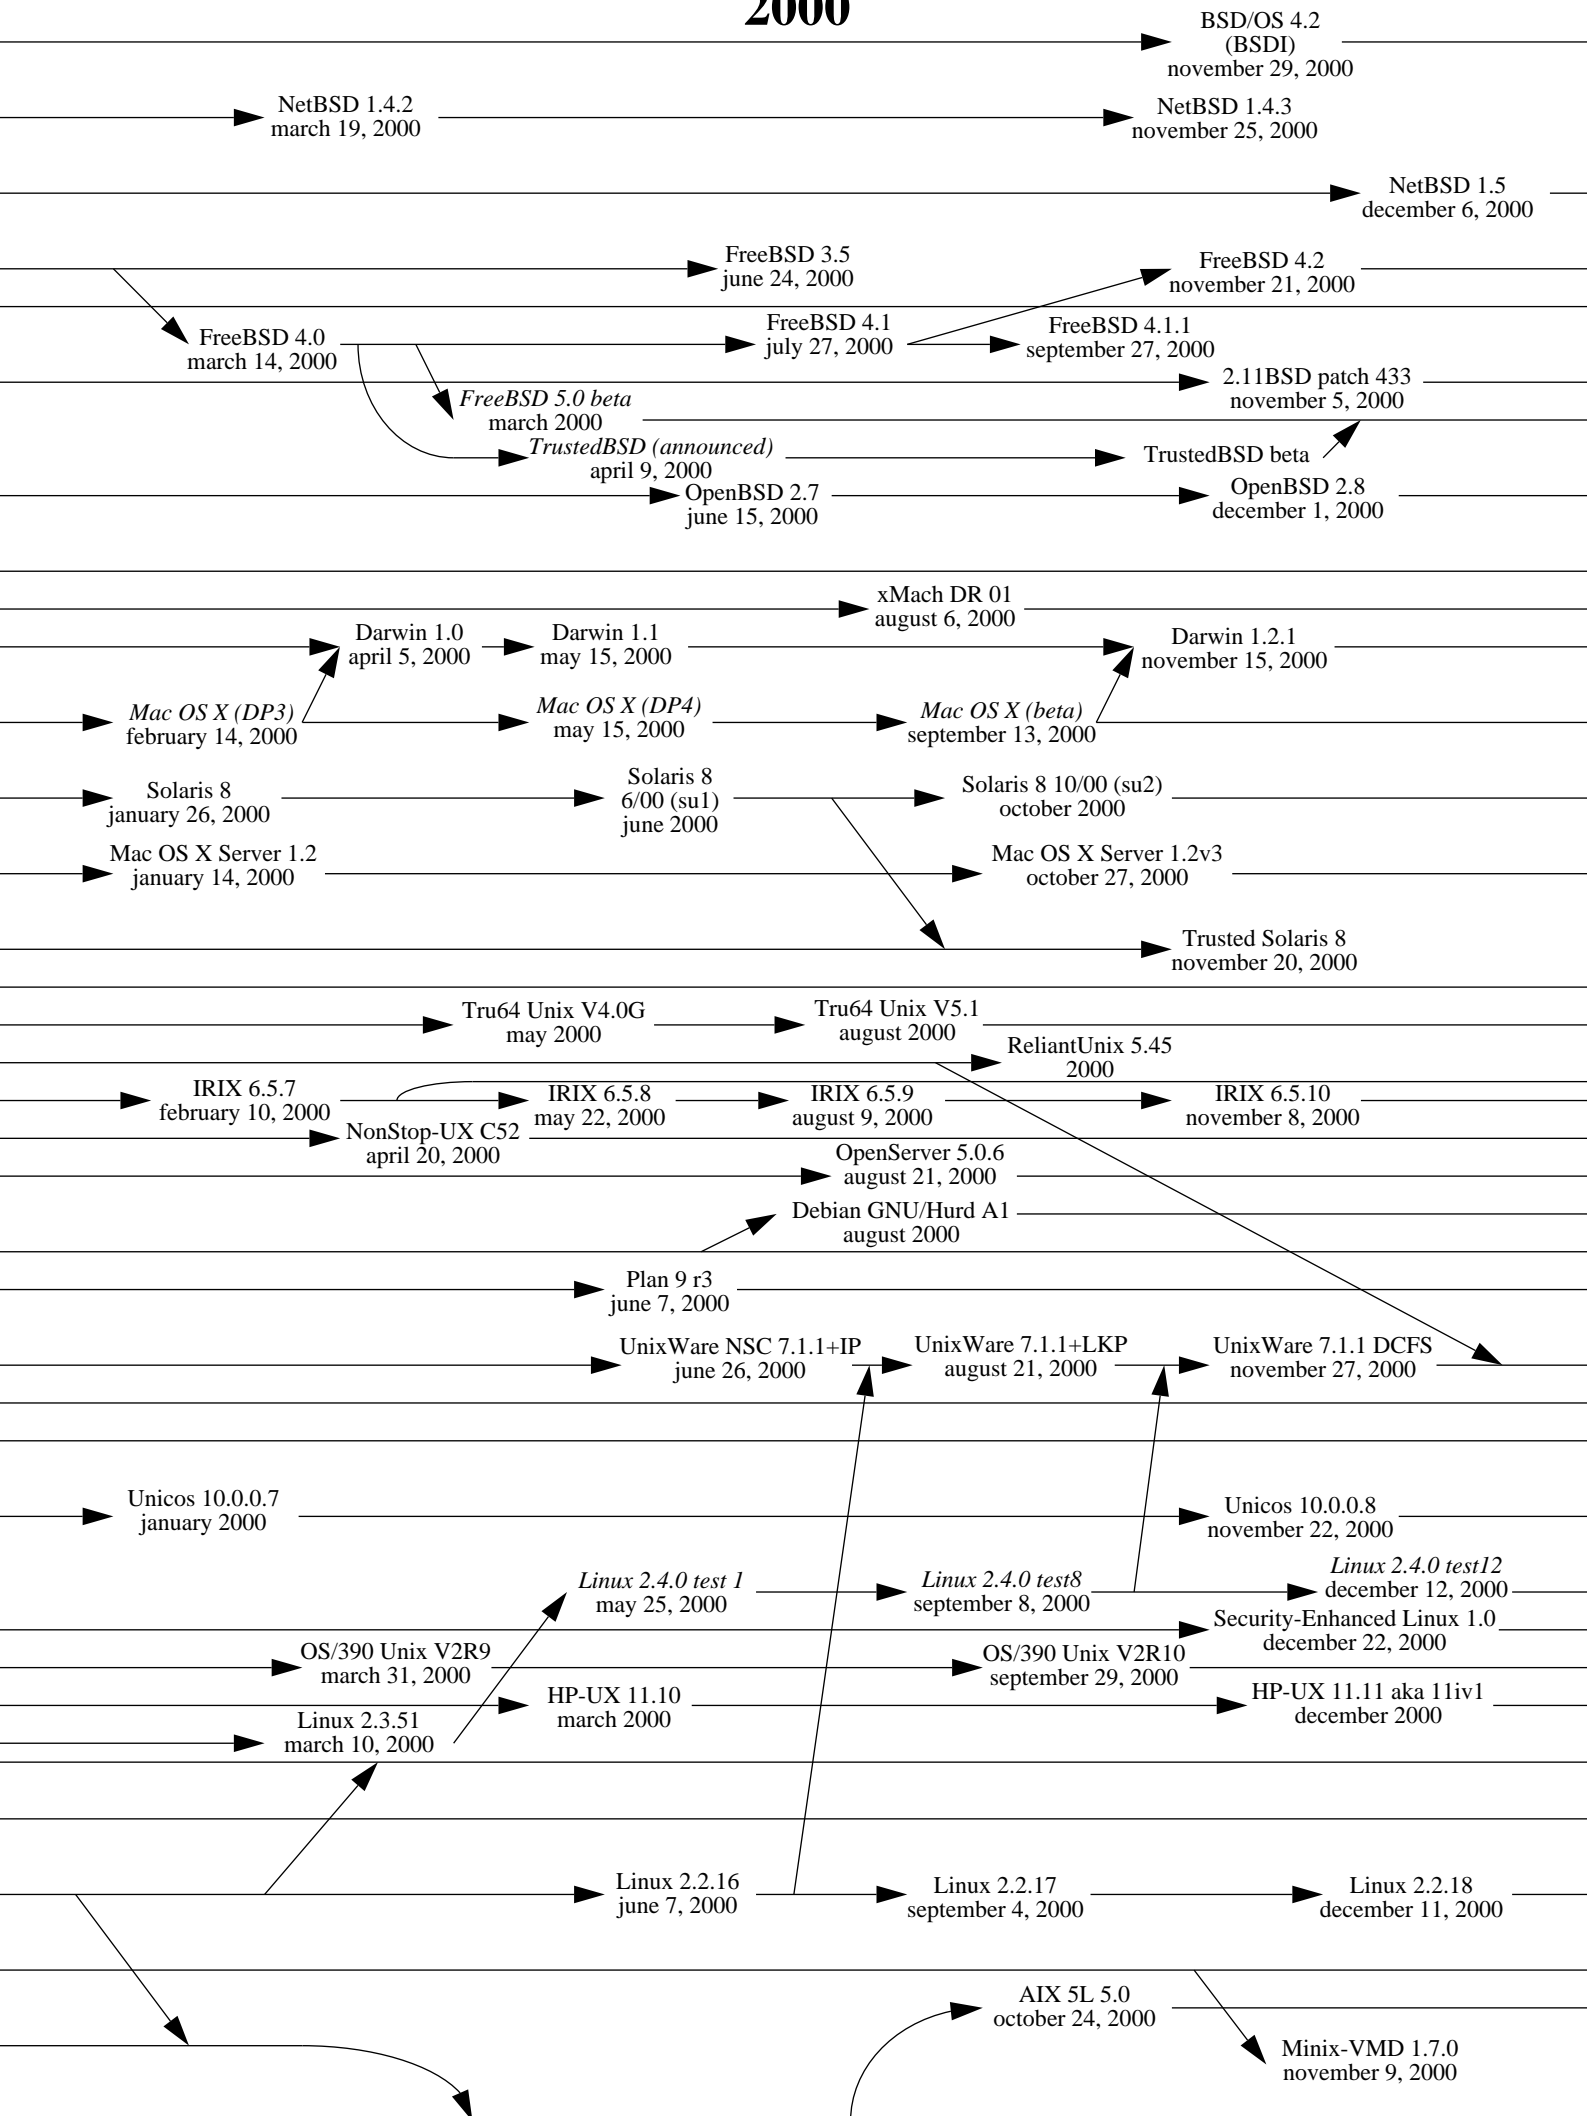 2000
BSD/OS 4.2
(BSDI)
november 29, 2000
NetBSD 1.4.2
march 19, 2000
NetBSD 1.4.3
november 25, 2000
NetBSD 1.5
december 6, 2000
FreeBSD 3.5
june 24, 2000
FreeBSD 4.2
november 21, 2000
FreeBSD 4.0
march 14, 2000
FreeBSD 4.1
july 27, 2000
FreeBSD 4.1.1
september 27, 2000
2.11BSD patch 433
november 5, 2000
FreeBSD 5.0 beta
march 2000
TrustedBSD (announced)
april 9, 2000
TrustedBSD beta
OpenBSD 2.7
june 15, 2000
OpenBSD 2.8
december 1, 2000
xMach DR 01
august 6, 2000
Darwin 1.0
april 5, 2000
Darwin 1.1
may 15, 2000
Darwin 1.2.1
november 15, 2000
Mac OS X (DP3)
february 14, 2000
Mac OS X (DP4)
may 15, 2000
Mac OS X (beta)
september 13, 2000
Solaris 8
january 26, 2000
Solaris 8
6/00 (su1)
june 2000
Solaris 8 10/00 (su2)
october 2000
Mac OS X Server 1.2
january 14, 2000
Mac OS X Server 1.2v3
october 27, 2000
Trusted Solaris 8
november 20, 2000
Tru64 Unix V4.0G
may 2000
Tru64 Unix V5.1
august 2000
ReliantUnix 5.45
2000
IRIX 6.5.7
february 10, 2000
IRIX 6.5.8
may 22, 2000
IRIX 6.5.9
august 9, 2000
IRIX 6.5.10
november 8, 2000
NonStop-UX C52
april 20, 2000
OpenServer 5.0.6
august 21, 2000
Debian GNU/Hurd A1
august 2000
Plan 9 r3
june 7, 2000
UnixWare NSC 7.1.1+IP
june 26, 2000
UnixWare 7.1.1+LKP
august 21, 2000
UnixWare 7.1.1 DCFS
november 27, 2000
Unicos 10.0.0.7
january 2000
Unicos 10.0.0.8
november 22, 2000
Linux 2.4.0 test 1
may 25, 2000
Linux 2.4.0 test8
september 8, 2000
Linux 2.4.0 test12
december 12, 2000
Security-Enhanced Linux 1.0
december 22, 2000
OS/390 Unix V2R9
march 31, 2000
OS/390 Unix V2R10
september 29, 2000
HP-UX 11.10
march 2000
HP-UX 11.11 aka 11iv1
december 2000
Linux 2.3.51
march 10, 2000
Linux 2.2.16
june 7, 2000
Linux 2.2.17
september 4, 2000
Linux 2.2.18
december 11, 2000
AIX 5L 5.0
october 24, 2000
Minix-VMD 1.7.0
november 9, 2000